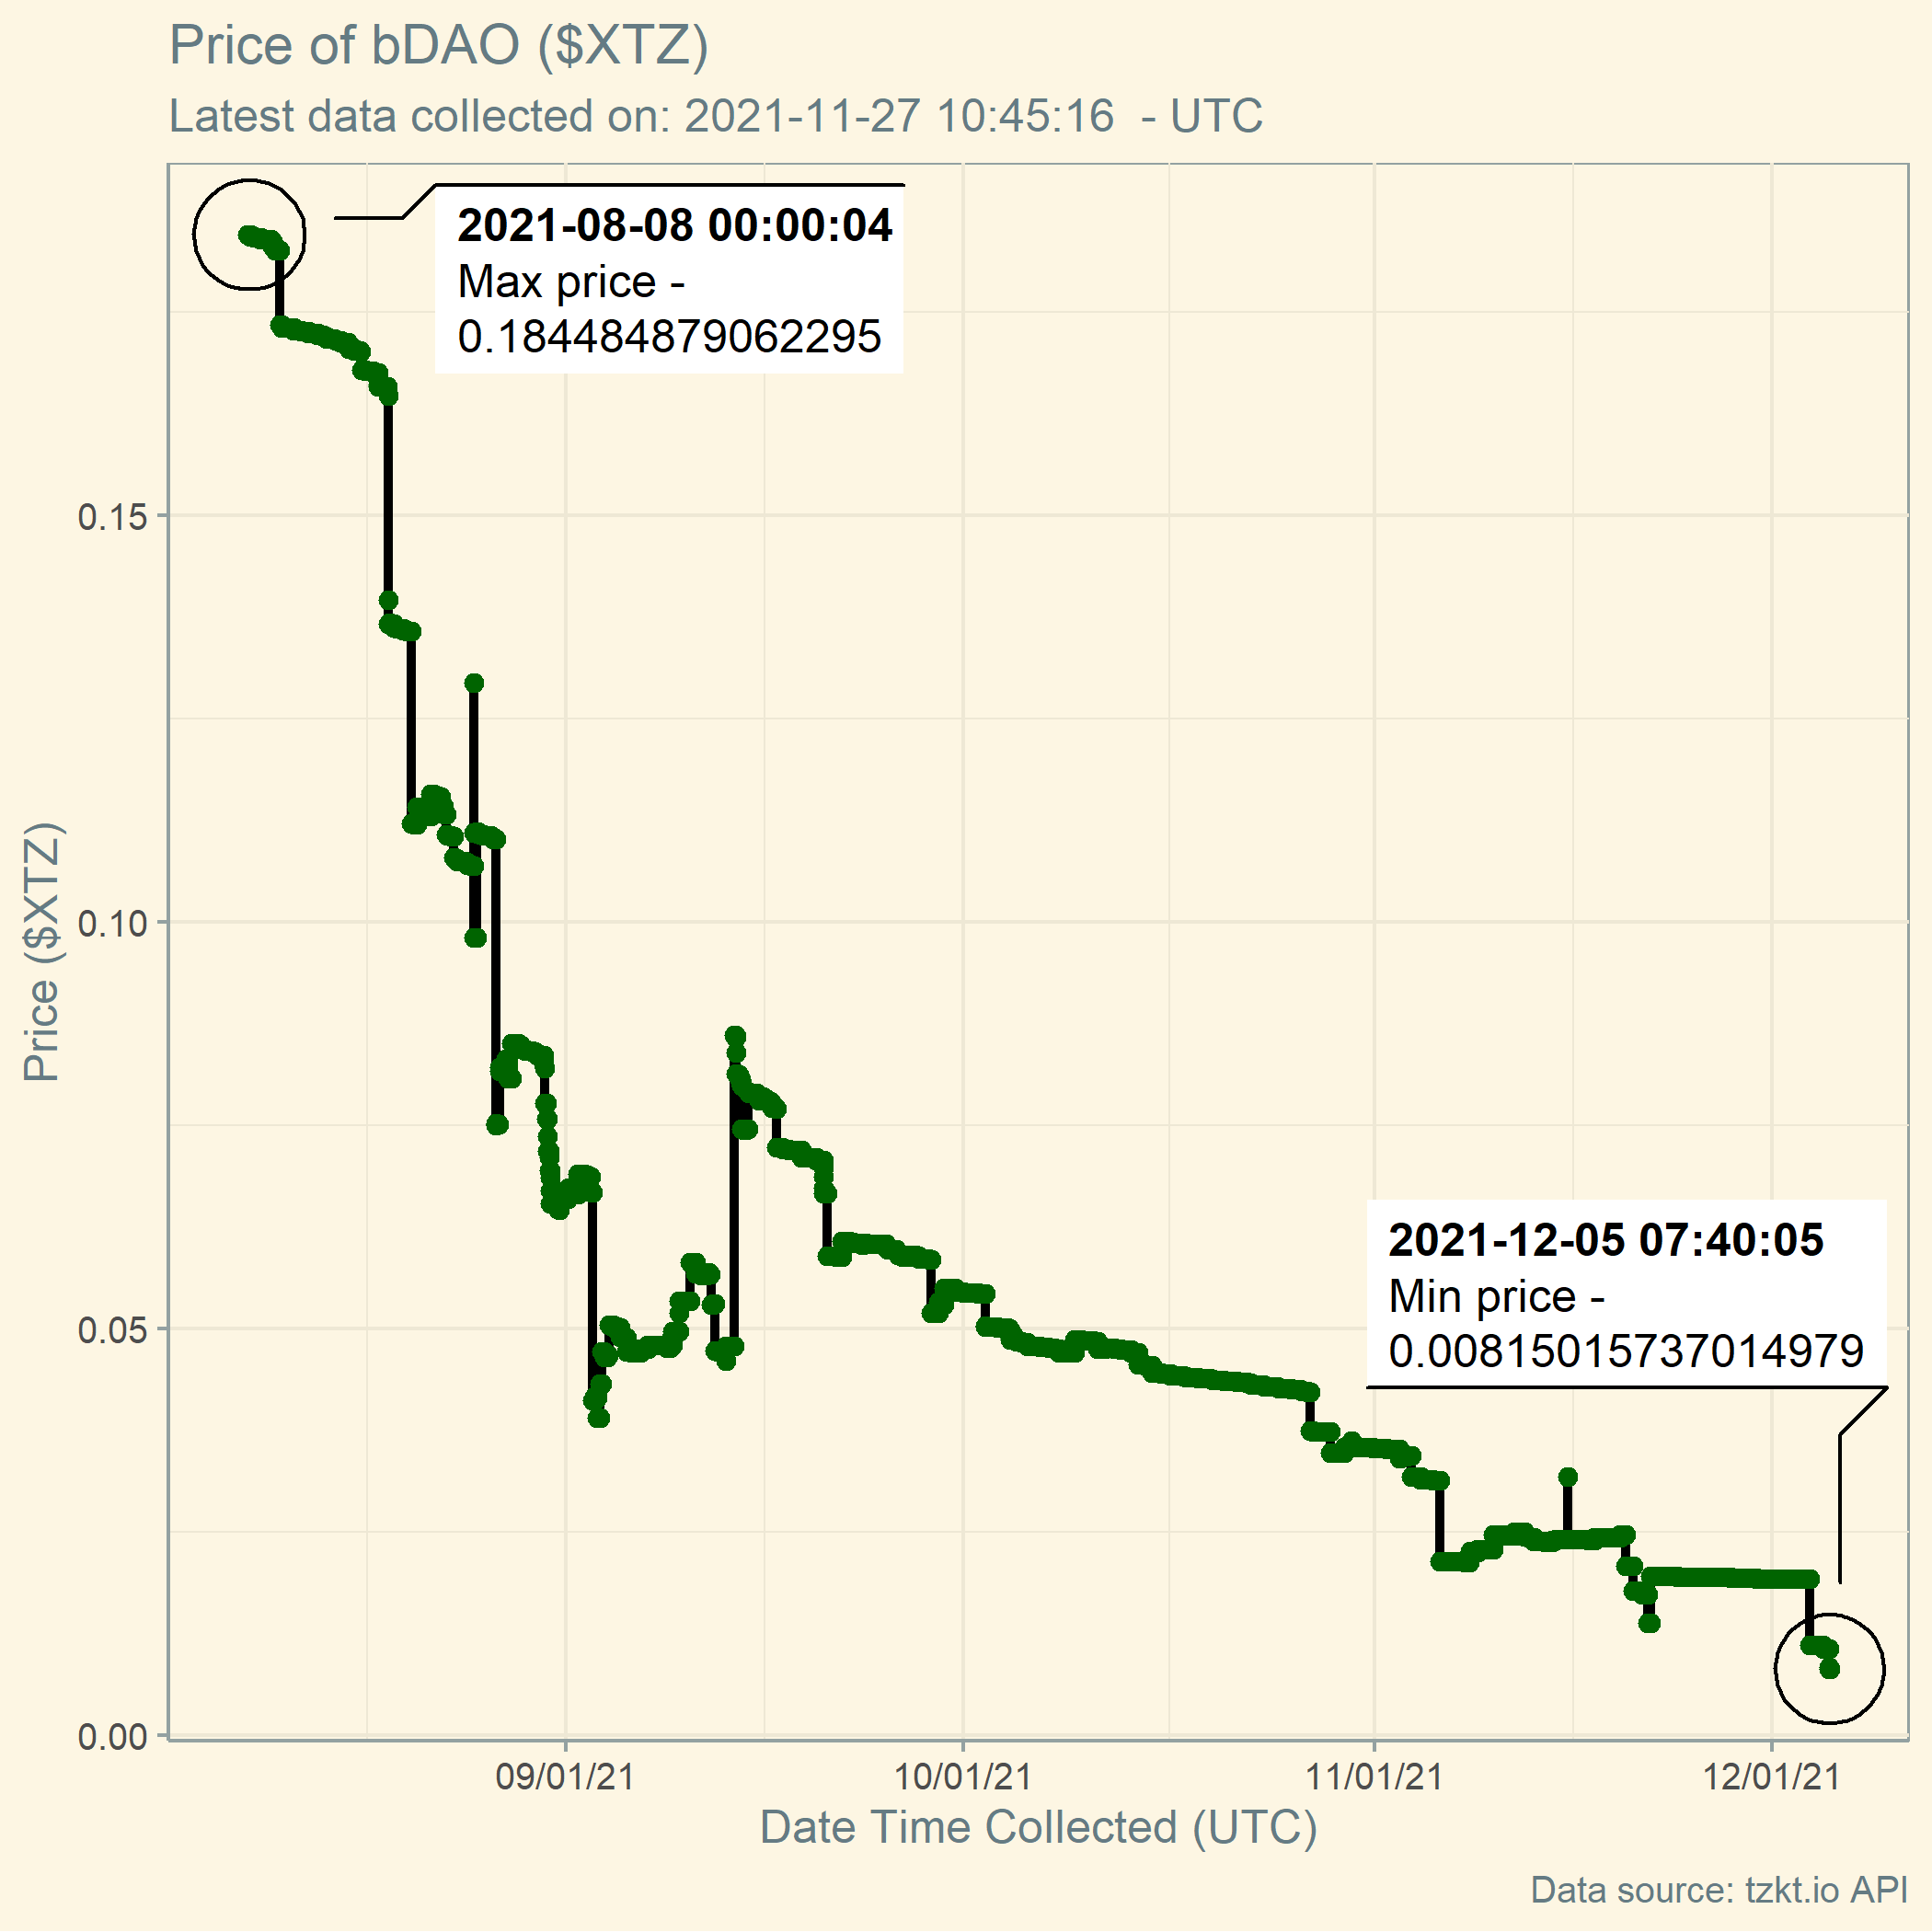 Price of bDAO ($XTZ)
Latest data collected on: 2021-11-27 10:45:16  - UTC
2021-08-08 00:00:04
Max price -
0.184484879062295
0.15
0.10
0.05
0.00
Price ($XTZ)
2021-12-05 07:40:05
Min price -
0.00815015737014979
09/01/21
10/01/21
11/01/21
12/01/21
Date Time Collected (UTC)
Data source: tzkt.io API